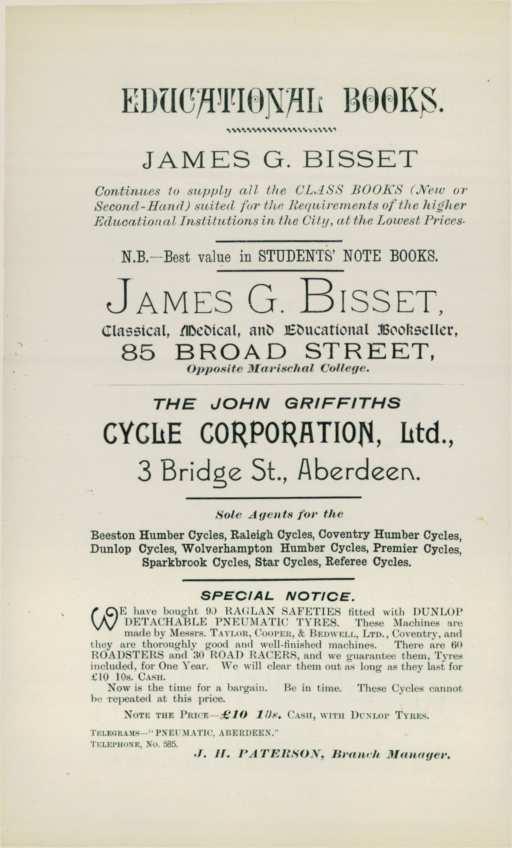 EDUCATIONAL BOOKS.
JAMES G. BISSET
Continues to supply all the CLASS BOOKS (New or
Second-Hand) suited for the Requirements of the higher
Educational Institutions in the City, at the Lowest Prices.
N.B.—Best value in STUDENTS' NOTE BOOKS.
JAMES G. BISSET,
Classical, Medical, and Educational Bookseller,
85 BROAD STREET,
Opposite Marischal College.
THE JOHN GRIFFITHS
CYCLE CORPORATION, Ltd.,
3 Bridge St., Aberdeen.
Sole Agents for the
Beeston Humber Cycles, Raleigh Cycles, Coventry Humber Cycles,
Dunlop Cycles, Wolverhampton Humber Cycles, Premier Cycles,
Sparkbrook Cycles, Star Cycles, Referee Cycles.
SPECIAL NOTICE.
WE have bought 90 RAGLAN SAFETIES fitted with DUNLOP
DETACHABLE PNEUMATIC TYRES. These Machines are
made by Messrs. TAYLOR, COOPER, & BEDWELL, LTD., Coventry, and
they are thoroughly good and well-finished machines. There are 60
ROADSTERS and 30 ROAD RACERS, and we guarantee them, Tyres
included, for One Year. We will clear them out as long as they last for
£10 10s. CASH.
Now is the time for a bargain. Be in time. These Cycles cannot
be repeated at this price.
NOTE THE PRICE—£10 10s. CASH, WITH DUNLOP TYRES.
TELEGRAMS—"PNEUMATIC, ABERDEEN."
TELEPHONE, No. 585.
J. H. PATERSON, Branch Manager.